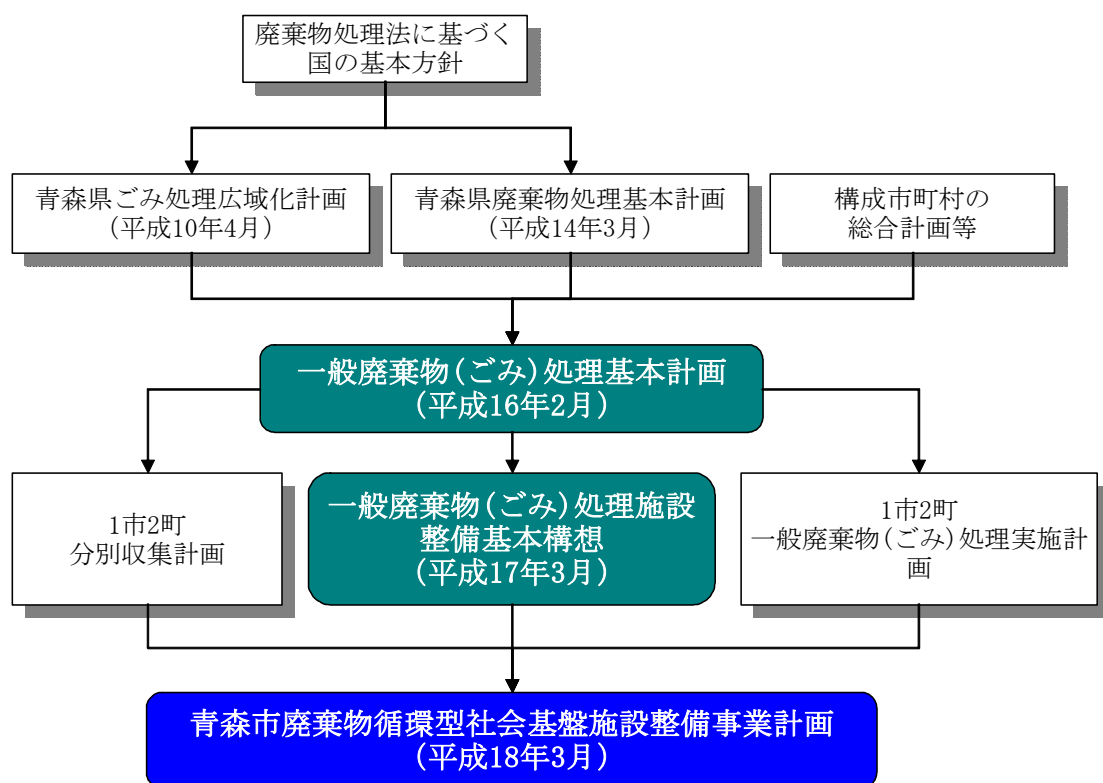 廃棄物処理法に基づく
国の基本方針
青森県ごみ処理広域化計画
(平成10年4月)
青森県廃棄物処理基本計画
(平成14年3月)
構成市町村の
総合計画等
一般廃棄物(ごみ)処理基本計画
(平成16年2月)
1市2町
分別収集計画
一般廃棄物(ごみ)処理施設
整備基本構想
(平成17年3月)
1市2町
一般廃棄物(ごみ)処理実施計
画
青森市廃棄物循環型社会基盤施設整備事業計画
(平成18年3月)